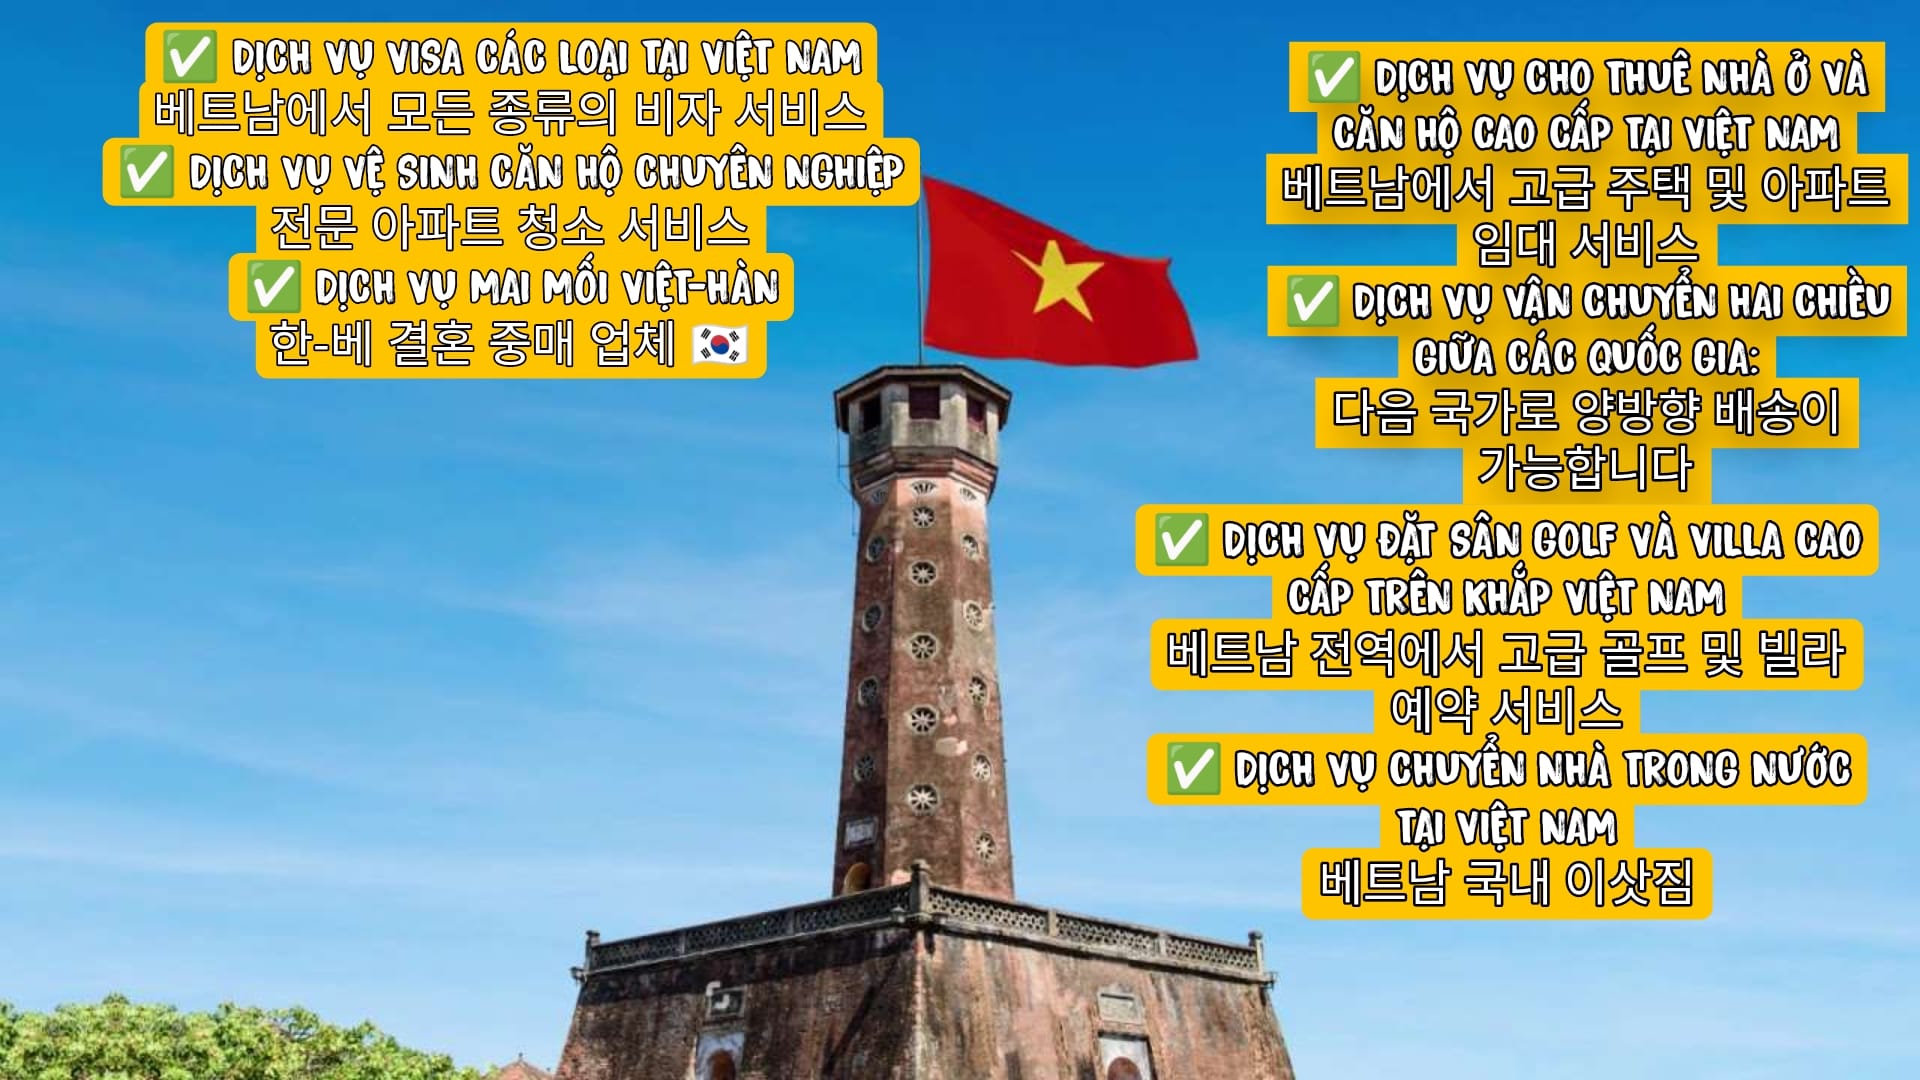 ✅ DỊCH VỤ VISA CÁC LOẠI TẠI VIỆT NAM
베트남에서 모든 종류의 비자 서비스
✅ DỊCH VỤ VỆ SINH CĂN HỘ CHUYÊN NGHIỆP
전문 아파트 청소 서비스
✅ DỊCH VỤ MAI MỐI VIỆT-HÀN
한-베 결혼 중매 업체 🇰🇷
✅ DỊCH VỤ CHO THUÊ NHÀ Ở VÀ
CĂN HỘ CAO CẤP TẠI VIỆT NAM
베트남에서 고급 주택 및 아파트
임대 서비스
✅ DỊCH VỤ VẬN CHUYỂN HAI CHIỀU
GIỮA CÁC QUỐC GIA:
다음 국가로 양방향 배송이
가능합니다
✅ DỊCH VỤ ĐẶT SÂN GOLF VÀ VILLA CAO
CẤP TRÊN KHẮP VIỆT NAM
베트남 전역에서 고급 골프 및 빌라
예약 서비스
✅ DỊCH VỤ CHUYỂN NHÀ TRONG NƯỚC
TẠI VIỆT NAM
베트남 국내 이삿짐